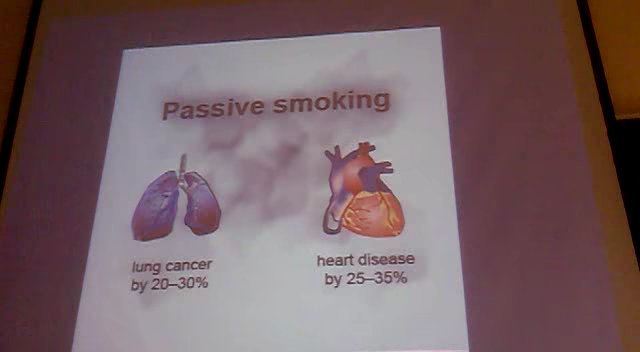 Passive smoking
lung cancer
by 20–30%
heart disease
by 25–35%